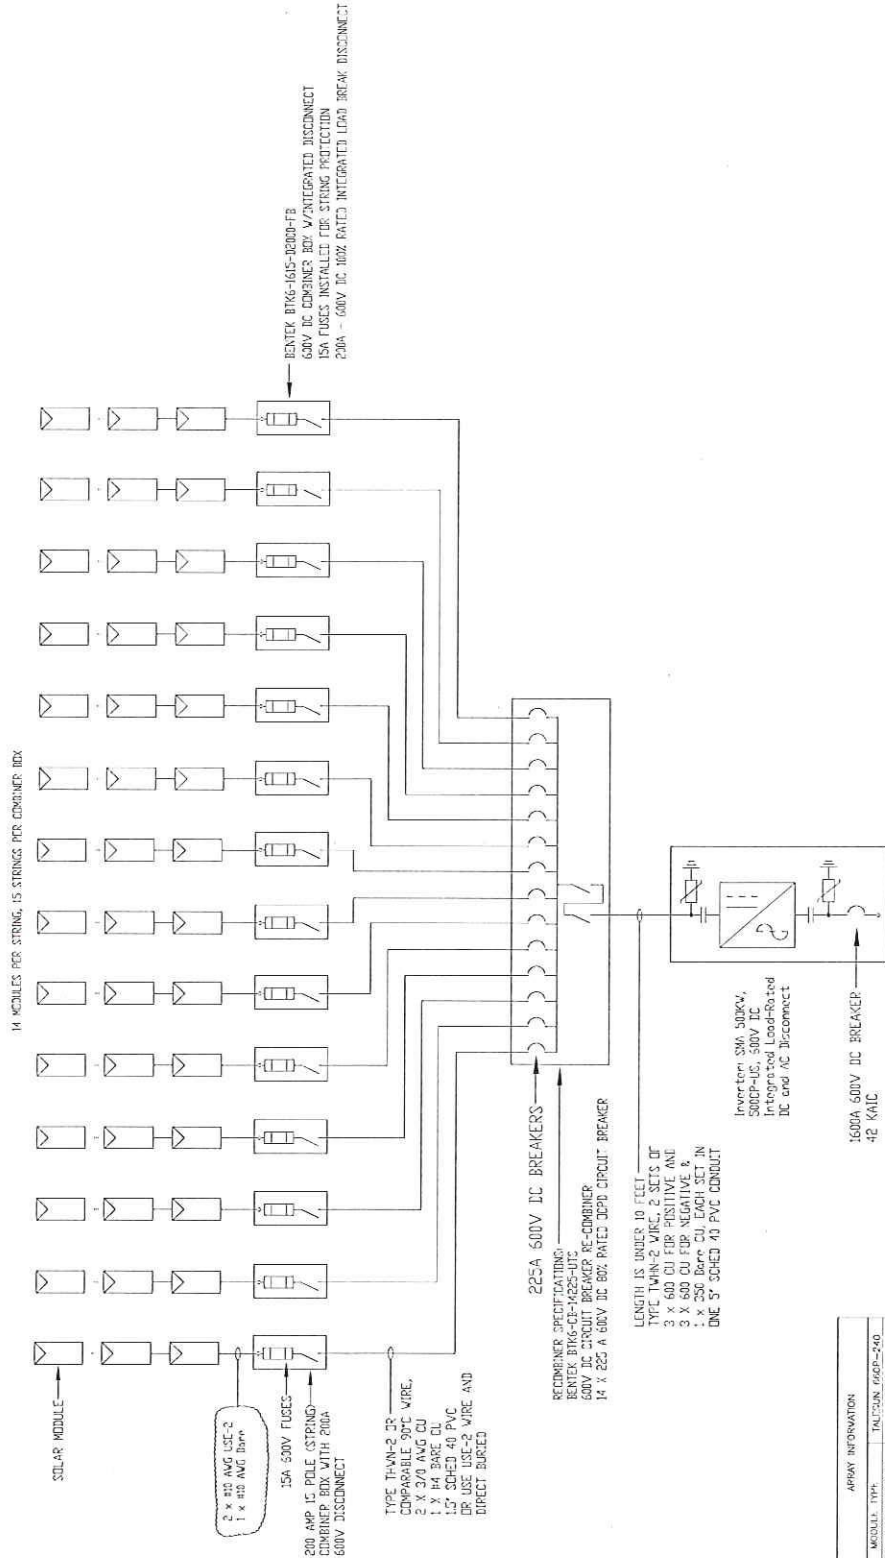 14 MODULES PER STRING, 15 STRINGS PER COMBINER BOX
SOLAR MODULE
2 x #10 AWG USE-2
1 x #10 AWG Bare
15A 600V FUSES
200 AMP 15 POLE (STRING)
COMBINER BOX WITH 200A
600V DISCONNECT
TYPE THWN-2 OR
COMPARABLE 90°C WIRE,
2 X 3/0 AWG CU
1 X #4 BARE CU
1.5" SCHED 40 PVC
OR USE USE-2 WIRE AND
DIRECT BURIED
BENTEK BTK6-1615-D200D-FB
600V DC COMBINER BOX W/INTEGRATED DISCONNECT
15A FUSES INSTALLED FOR STRING PROTECTION
200A - 600V DC 100% RATED INTEGRATED LOAD BREAK DISCONNECT
225A 600V DC BREAKERS
RECOMBINER SPECIFICATIONS:
BENTEK BTK6-CB-14225-UTS
600V DC CIRCUIT BREAKER RE-COMBINER
14 X 225 A 600V DC 80% RATED OCPD CIRCUIT BREAKER
LENGTH IS UNDER 10 FEET
TYPE TWHN-2 WIRE, 2 SETS OF
3 X 600 CU FOR POSITIVE AND
3 X 600 CU FOR NEGATIVE &
1 x 350 Bare CU, EACH SET IN
ONE 5" SCHED 40 PVC CONDUIT
Inverter: SMA 500KW,
500CP-US, 600V DC
Integrated Load-Rated
DC and AC Disconnect
1600A 600V DC BREAKER
42 KAIC
ARRAY INFORMATION
MODULE TYPE
TALESUN 660P-240